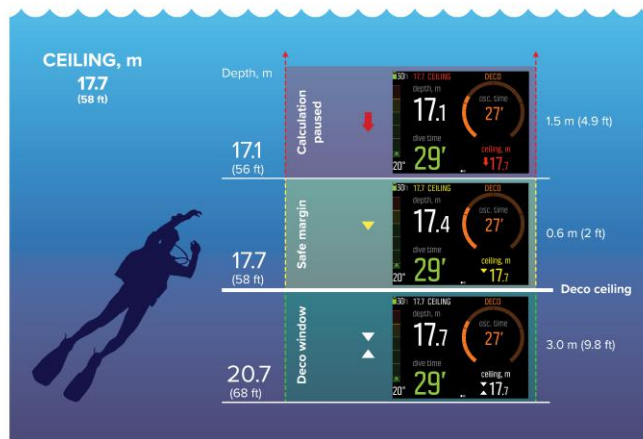 CEILING, m
17.7
(58 ft)
Depth, m
Calculation
paused
17.7 CEILING
DECO
depth, m
17.1
asc. time
27'
dive time
29'
ceiling, m
17.7
20°
1.5 m (4.9 ft)
17.1
(56 ft)
Safe margin
17.7 CEILING
DECO
depth, m
17.4
asc. time
27'
dive time
29'
ceiling, m
17.7
20°
0.6 m (2 ft)
17.7
(58 ft)
Deco ceiling
Deco window
17.7 CEILING
DECO
depth, m
17.7
asc. time
27'
dive time
29'
ceiling, m
17.7
20°
3.0 m (9.8 ft)
20.7
(68 ft)